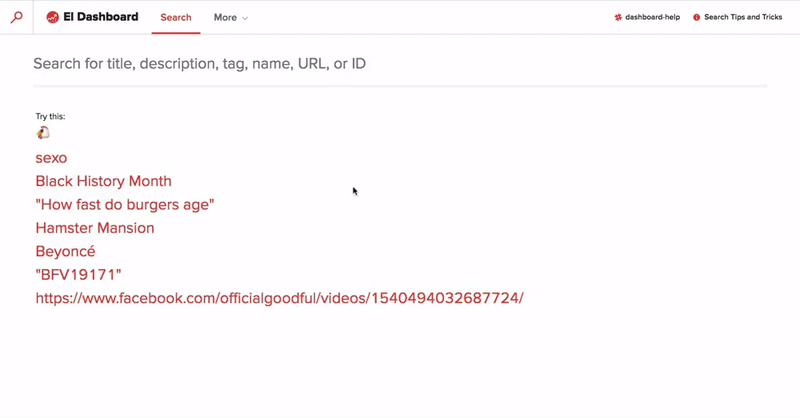 El Dashboard Search More dashboard-help Search Tips and Tricks
Search for title, description, tag, name, URL, or ID
Try this:
sexo
Black History Month
"How fast do burgers age"
Hamster Mansion
Beyoncé
"BFV19171"
https://www.facebook.com/officialgoodful/videos/1540494032687724/